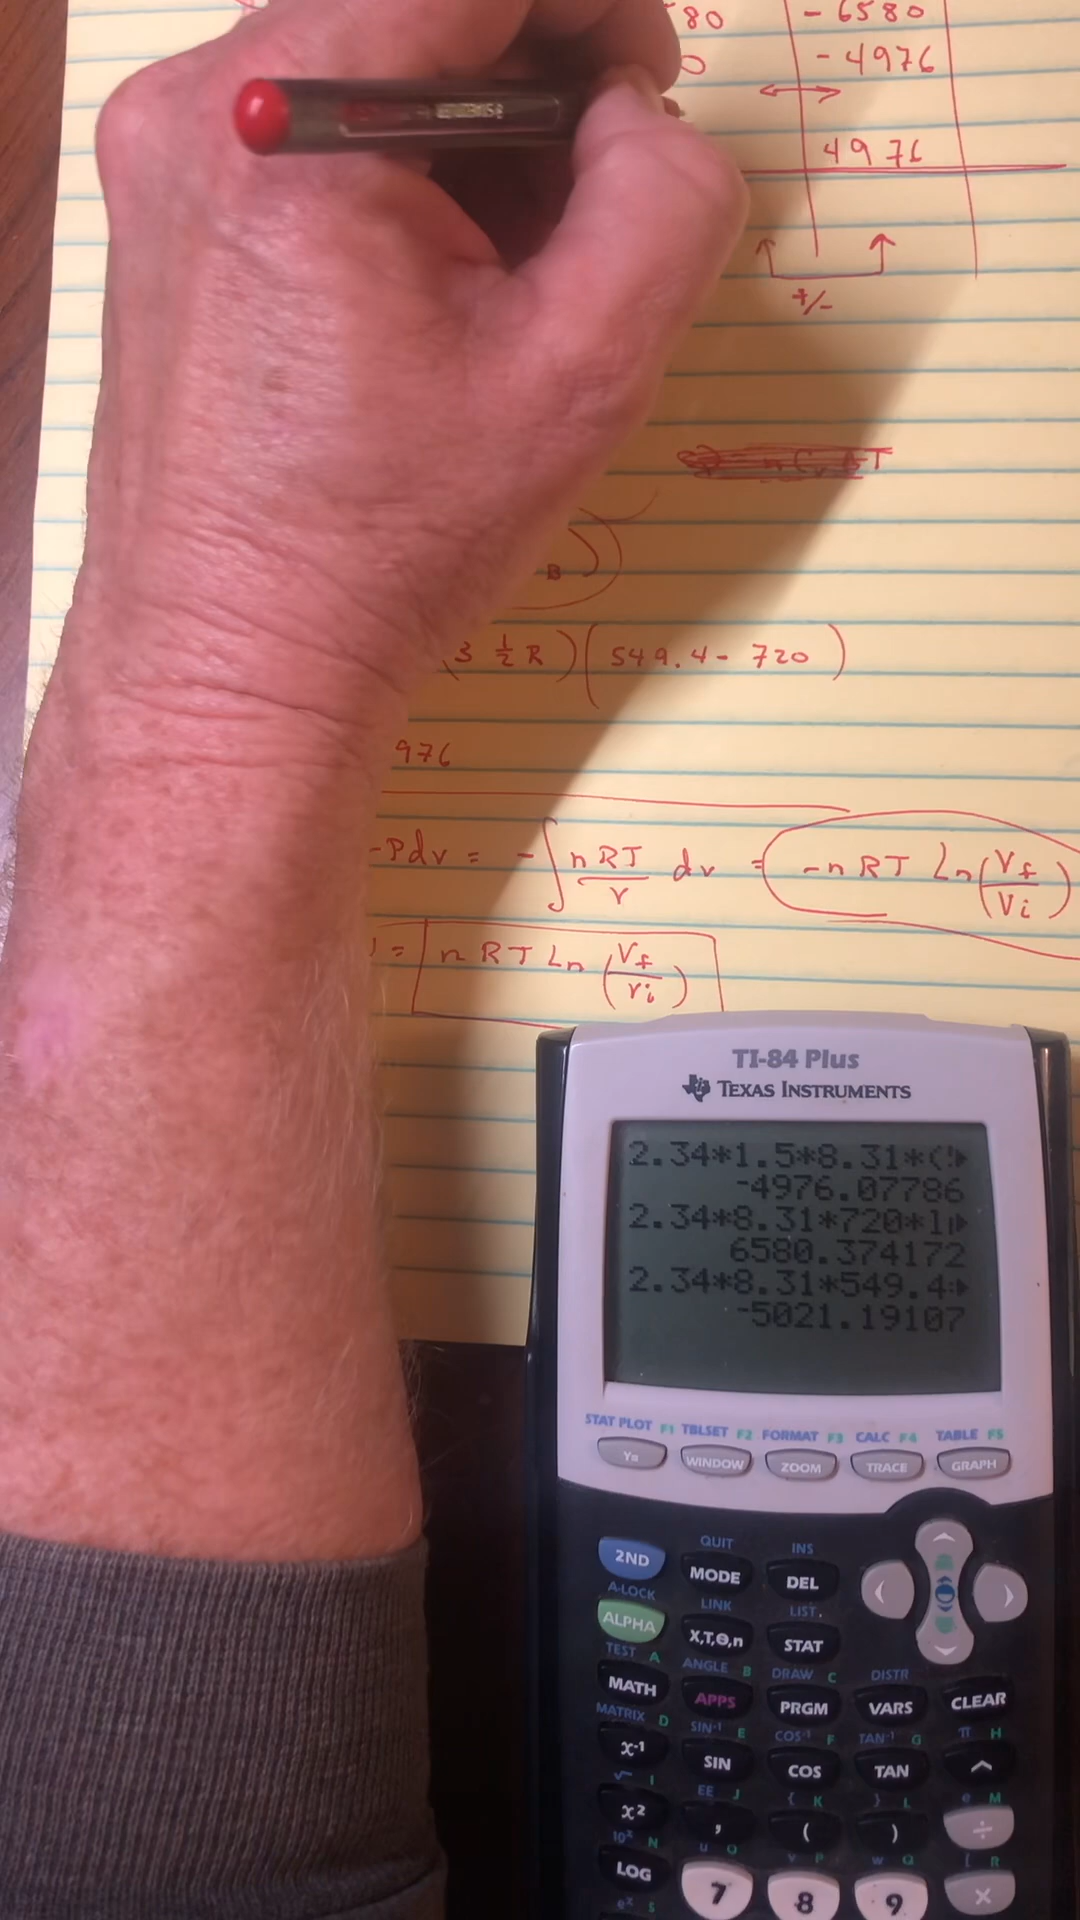 80 - 6580
0 - 4976
4976
+/-
(3 1/2 R)(549.4 - 720)
976
-Pdv = -∫ nRT/v dv = -nRT Ln(Vf/Vi)
= nRT Ln(Vf/Vi)
B
TI-84 Plus
TEXAS INSTRUMENTS
2.34*1.5*8.31*(
-4976.07786
2.34*8.31*720*l
6580.374172
2.34*8.31*549.4
-5021.19107
STAT PLOT F1 TBLSET F2 FORMAT F3 CALC F4 TABLE F5
Y= WINDOW ZOOM TRACE GRAPH
QUIT INS
2ND MODE DEL
A-LOCK LINK LIST
ALPHA X,T,Θ,n STAT
TEST A ANGLE B DRAW C DISTR
MATH APPS PRGM VARS CLEAR
MATRIX D SIN⁻¹ E COS⁻¹ F TAN⁻¹ G π H
x⁻¹ SIN COS TAN ^
√ I EE J { K } L e M
x² , ( ) ÷
10ˣ N u O v P w Q [ R
LOG 7 8 9 ×
eˣ S